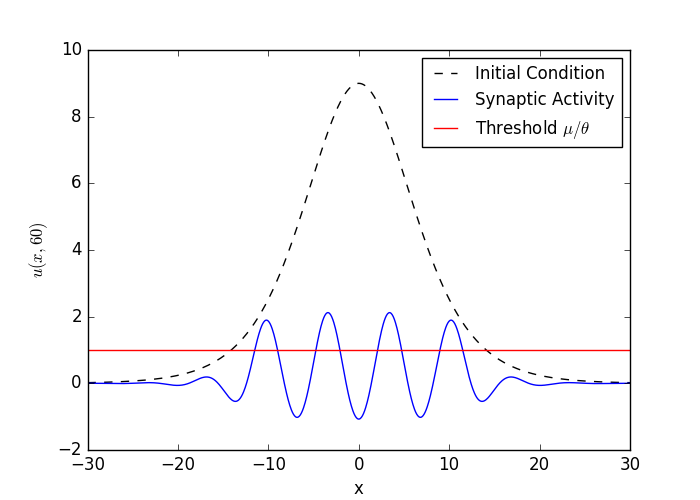 10
8
6
4
2
0
−2
−30
−20
−10
0
10
20
30
x
u(x, 60)
Initial Condition
Synaptic Activity
Threshold μ/θ